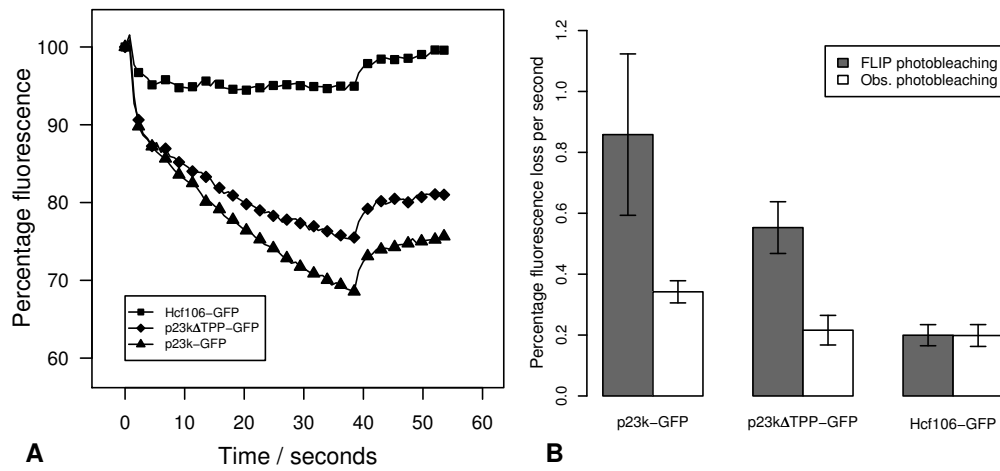 100
90
80
70
60
Percentage fluorescence
Hcf106−GFP
p23kΔTPP−GFP
p23k−GFP
0 10 20 30 40 50 60
Time / seconds
A
1.2
1.0
0.8
0.6
0.4
0.2
0.0
Percentage fluorescence loss per second
FLIP photobleaching
Obs. photobleaching
p23k−GFP p23kΔTPP−GFP Hcf106−GFP
B